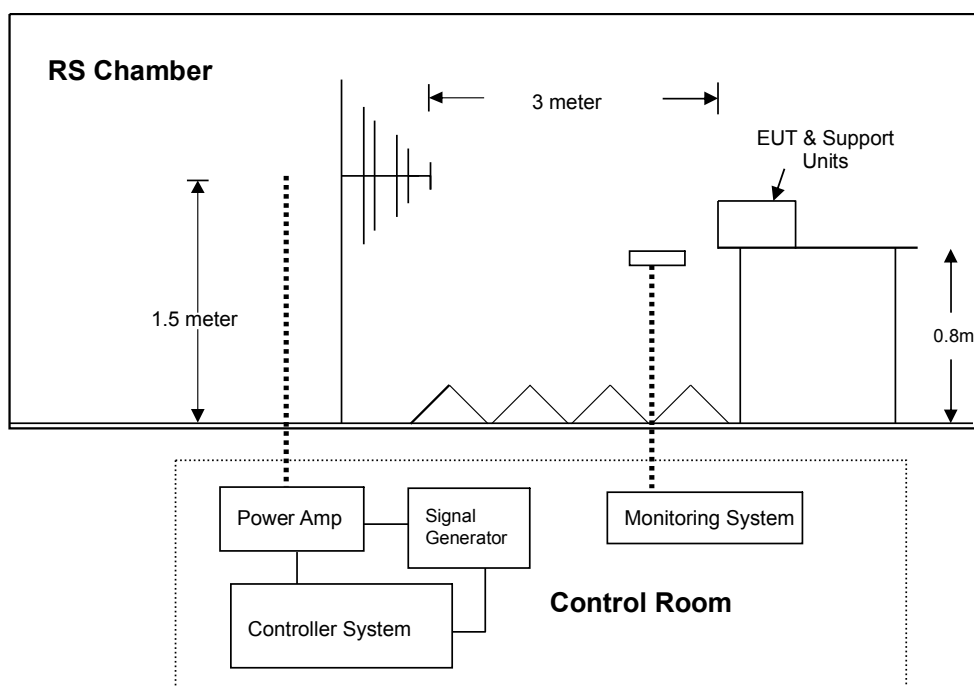 RS Chamber
3 meter
EUT & Support
Units
1.5 meter
0.8m
Power Amp
Signal
Generator
Monitoring System
Controller System
Control Room